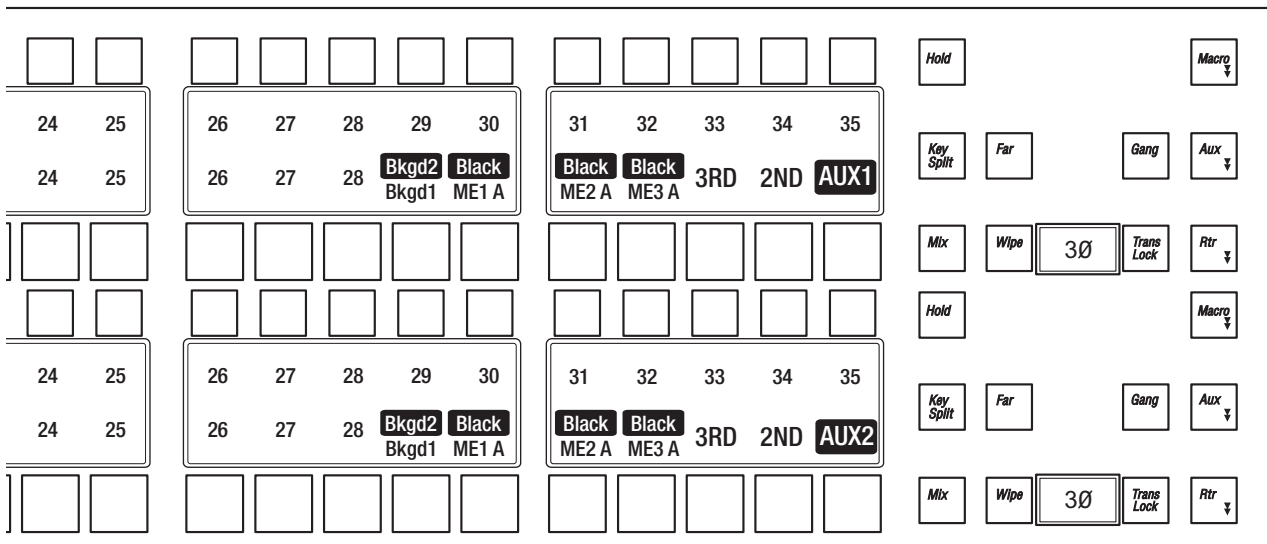 Hold Macro
24 25 26 27 28 29 30 31 32 33 34 35
Key Split Far Gang Aux
24 25 26 27 28 Bkgd2 Black Black Black 3RD 2ND AUX1
Bkgd1 ME1 A ME2 A ME3 A
Mix Wipe 3Ø Trans Lock Rtr
Hold Macro
24 25 26 27 28 29 30 31 32 33 34 35
Key Split Far Gang Aux
24 25 26 27 28 Bkgd2 Black Black Black 3RD 2ND AUX2
Bkgd1 ME1 A ME2 A ME3 A
Mix Wipe 3Ø Trans Lock Rtr